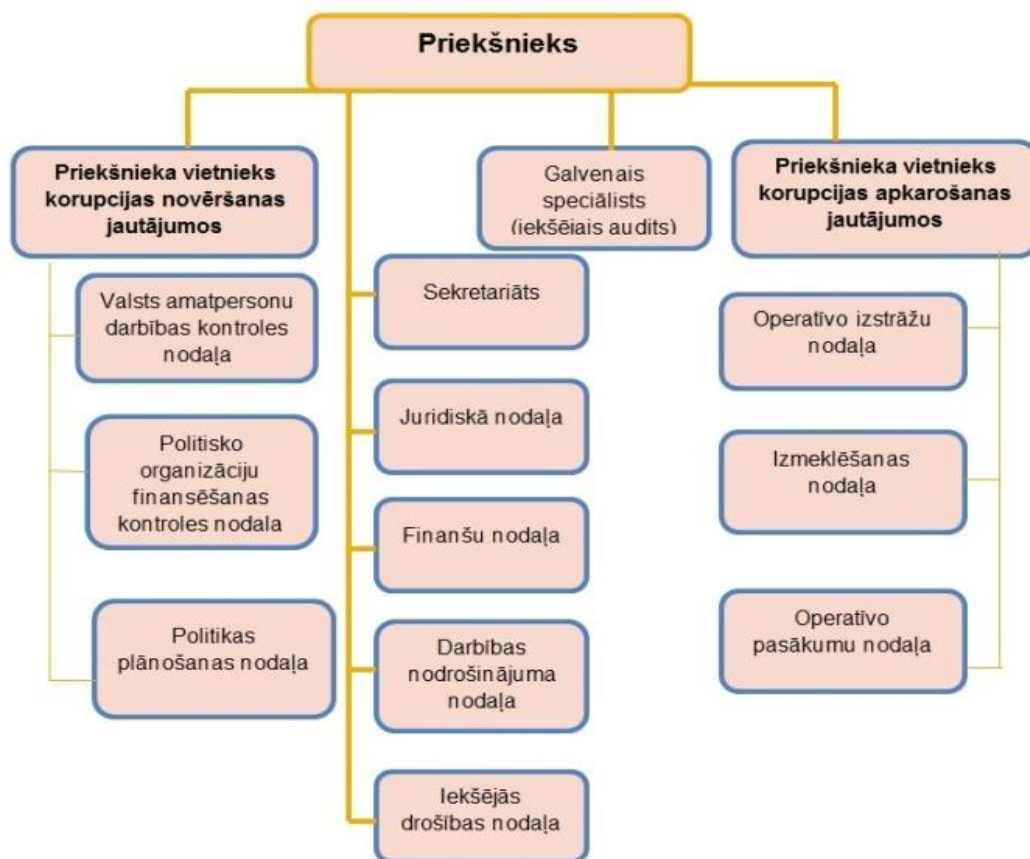 Priekšnieks
Priekšnieka vietnieks
korupcijas novēršanas
jautājumos
Galvenais
speciālists
(iekšējais audits)
Priekšnieka vietnieks
korupcijas apkarošanas
jautājumos
Valsts amatpersonu
darbības kontroles
nodaļa
Politisko
organizāciju
finansēšanas
kontroles nodala
Politikas
plānošanas nodaļa
Sekretariāts
Juridiskā nodaļa
Finanšu nodaļa
Darbības
nodrošinājuma
nodaļa
Iekšējās
drošības nodaļa
Operatīvo izstrāžu
nodaļa
Izmeklēšanas
nodaļa
Operatīvo
pasākumu nodaļa